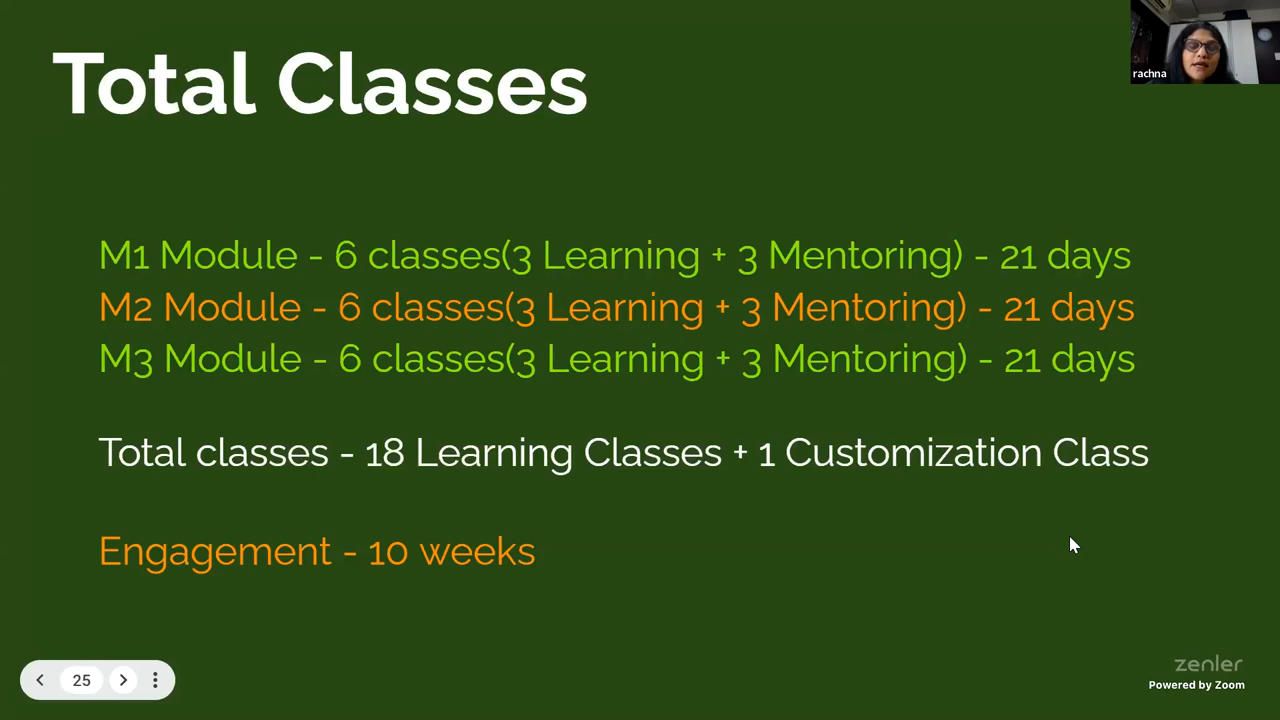 Total Classes
rachna
M1 Module - 6 classes(3 Learning + 3 Mentoring) - 21 days
M2 Module - 6 classes(3 Learning + 3 Mentoring) - 21 days
M3 Module - 6 classes(3 Learning + 3 Mentoring) - 21 days
Total classes - 18 Learning Classes + 1 Customization Class
Engagement - 10 weeks
25
zenler
Powered by Zoom